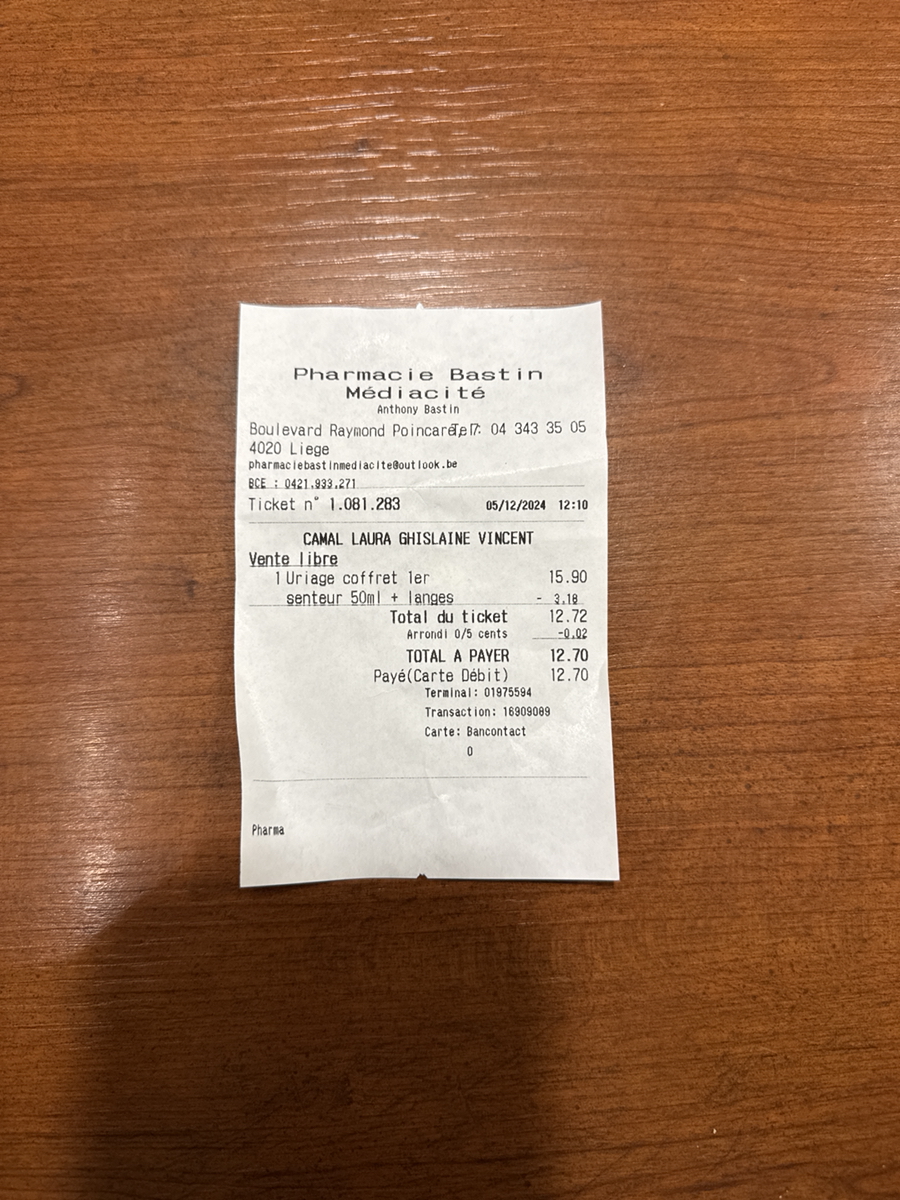 Pharmacie Bastin
Médiacité
Anthony Bastin
Boulevard Raymond Poincaré, 7 Tel : 04 343 35 05
4020 Liege
pharmaciebastinmediacite@outlook.be
BCE : 0421.933.271
Ticket n° 1.081.283 05/12/2024 12:10
CAMAL LAURA GHISLAINE VINCENT
Vente libre
1 Uriage coffret 1er 15.90
senteur 50ml + langes - 3.18
Total du ticket 12.72
Arrondi 0/5 cents -0.02
TOTAL A PAYER 12.70
Payé(Carte Débit) 12.70
Terminal: 01975594
Transaction: 16909089
Carte: Bancontact
0
Pharma